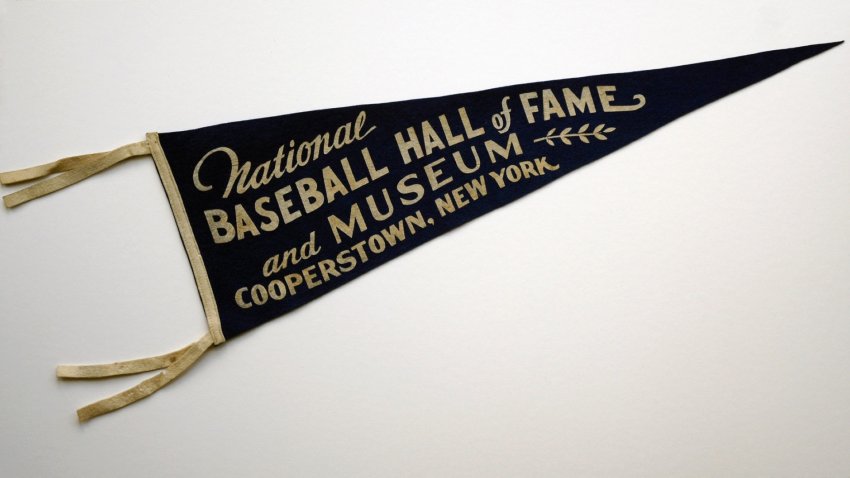 National
BASEBALL HALL of FAME
and MUSEUM
COOPERSTOWN, NEW YORK